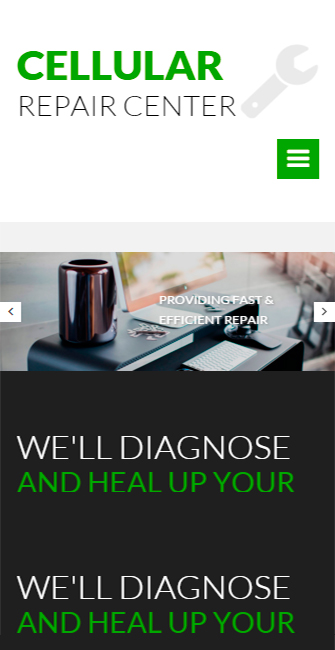 CELLULAR
REPAIR CENTER
PROVIDING FAST &
EFFICIENT REPAIR
WE'LL DIAGNOSE
AND HEAL UP YOUR
WE'LL DIAGNOSE
AND HEAL UP YOUR